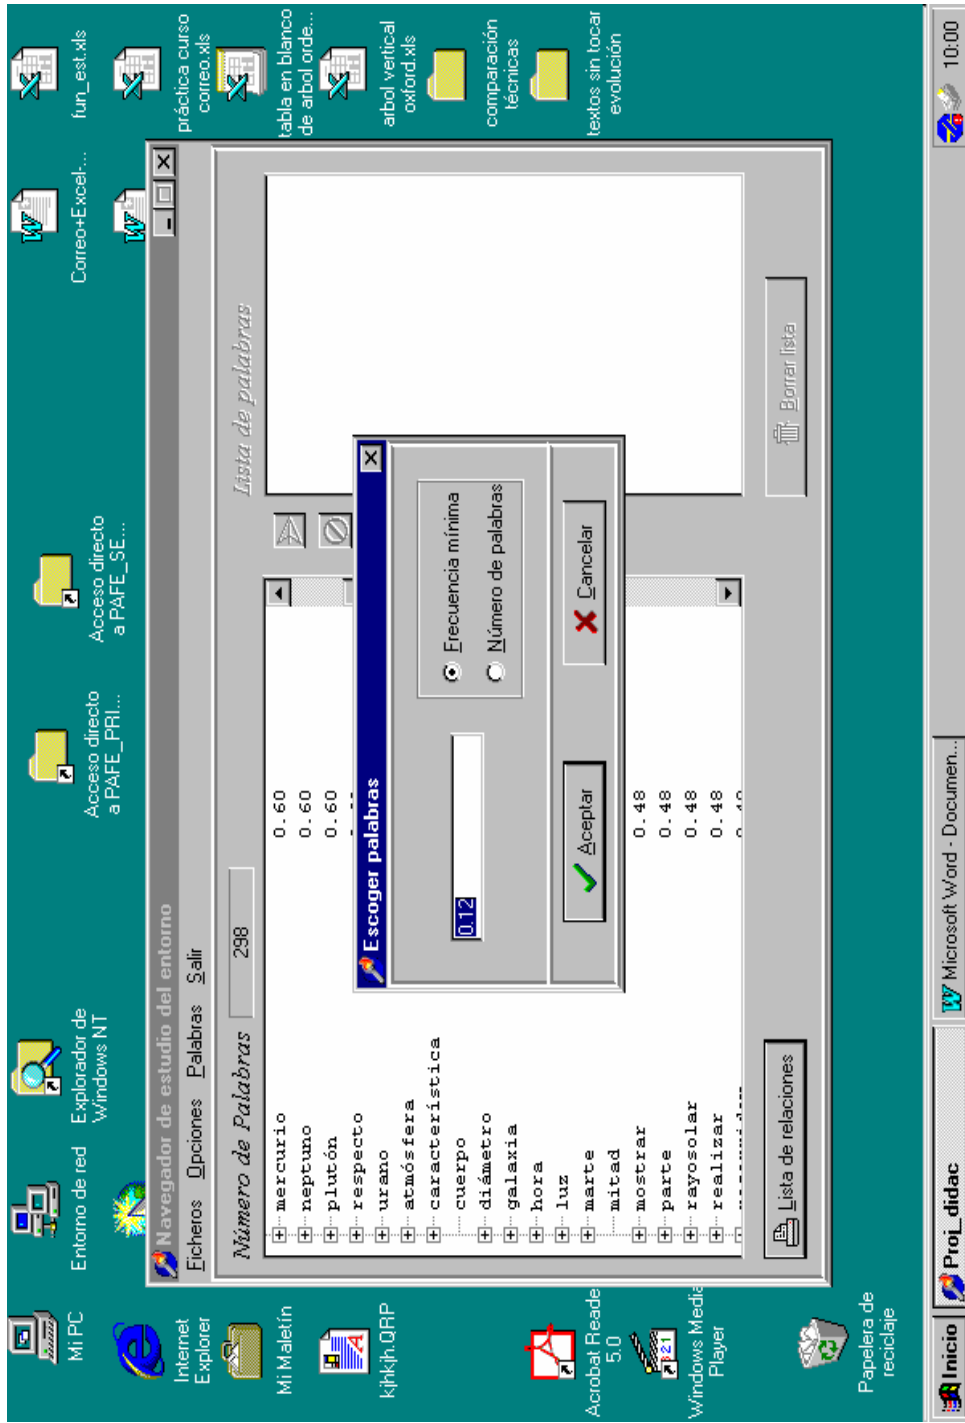 Mi PC
Entorno de red
Explorador de
Windows NT
Acceso directo
a PAFE_PRI...
Acceso directo
a PAFE_SE...
Correo+Excel-...
fun_est.xls
Internet
Explorer
práctica curso
correo.xls
Mi Maletín
tabla en blanco
de arbol orde...
kjhkjh.QRP
arbol vertical
oxford.xls
comparación
técnicas
Acrobat Reade
5.0
textos sin tocar
evolución
Windows Media
Player
Papelera de
reciclaje
Navegador de estudio del entorno
Ficheros Opciones Palabras Salir
Número de Palabras 298 Lista de palabras
mercurio 0.60
neptuno 0.60
plutón 0.60
respecto
urano
atmósfera
característica
cuerpo
diámetro
galaxia
hora
luz
marte
mitad
mostrar 0.48
parte 0.48
rayosolar 0.48
realizar 0.48
Escoger palabras
0.12
Frecuencia mínima
Número de palabras
Aceptar Cancelar
Lista de relaciones
Borrar lista
Inicio Proj_didac Microsoft Word - Documen... 10:00